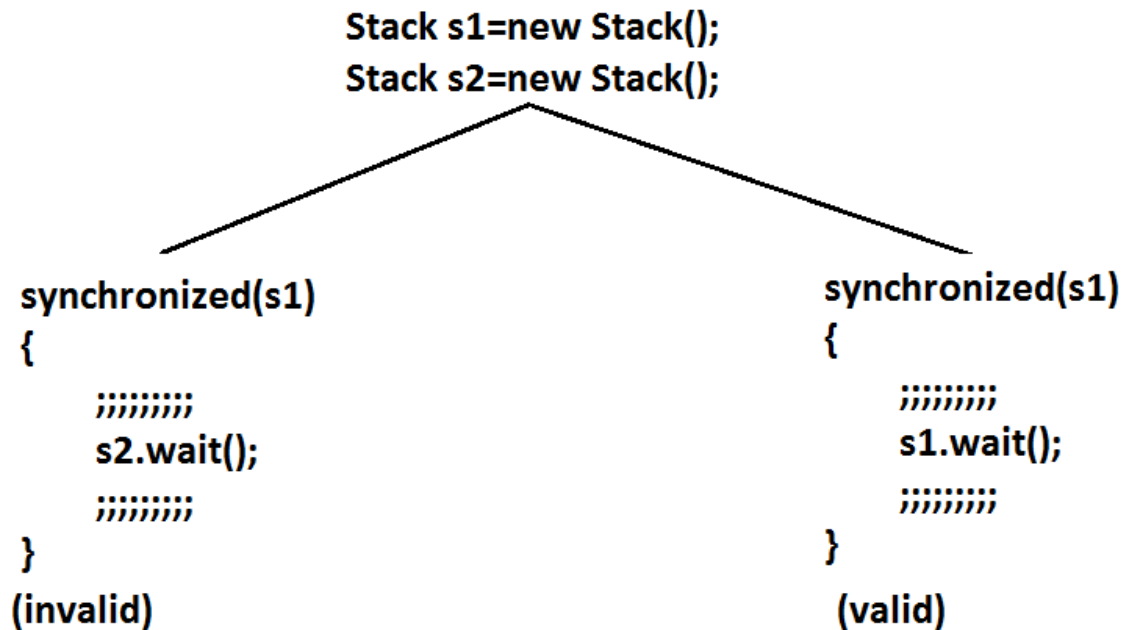 Stack s1=new Stack();
Stack s2=new Stack();
synchronized(s1)
{
;;;;;;;;;
s2.wait();
;;;;;;;;;
}
(invalid)
synchronized(s1)
{
;;;;;;;;;
s1.wait();
;;;;;;;;;
}
(valid)